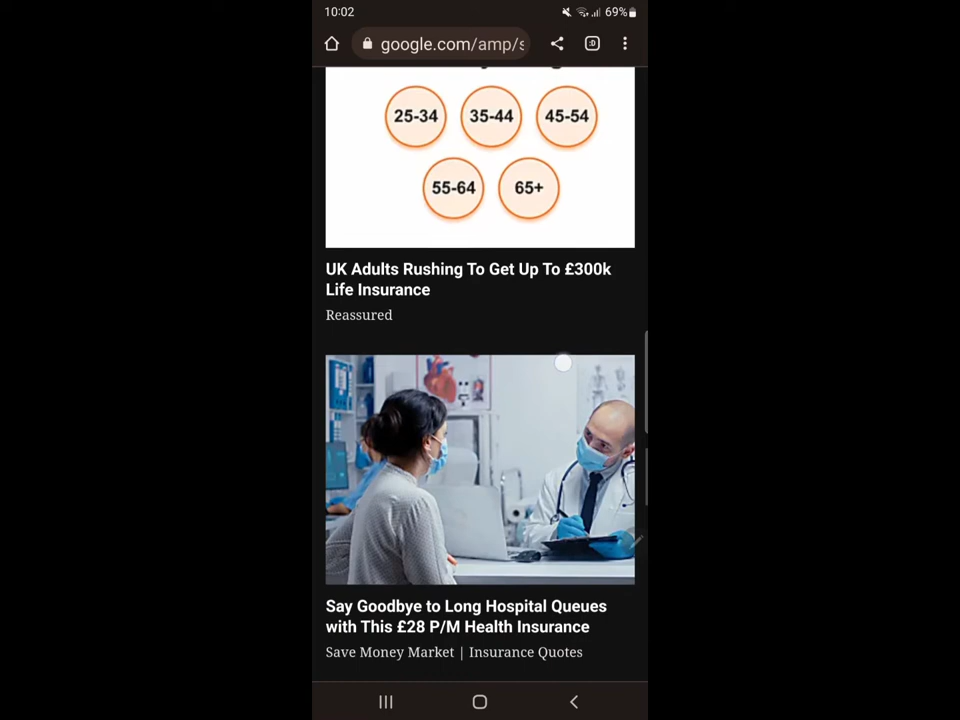 10:02
69%
google.com/amp/s
:D
25-34
35-44
45-54
55-64
65+
UK Adults Rushing To Get Up To £300k
Life Insurance
Reassured
Say Goodbye to Long Hospital Queues
with This £28 P/M Health Insurance
Save Money Market | Insurance Quotes